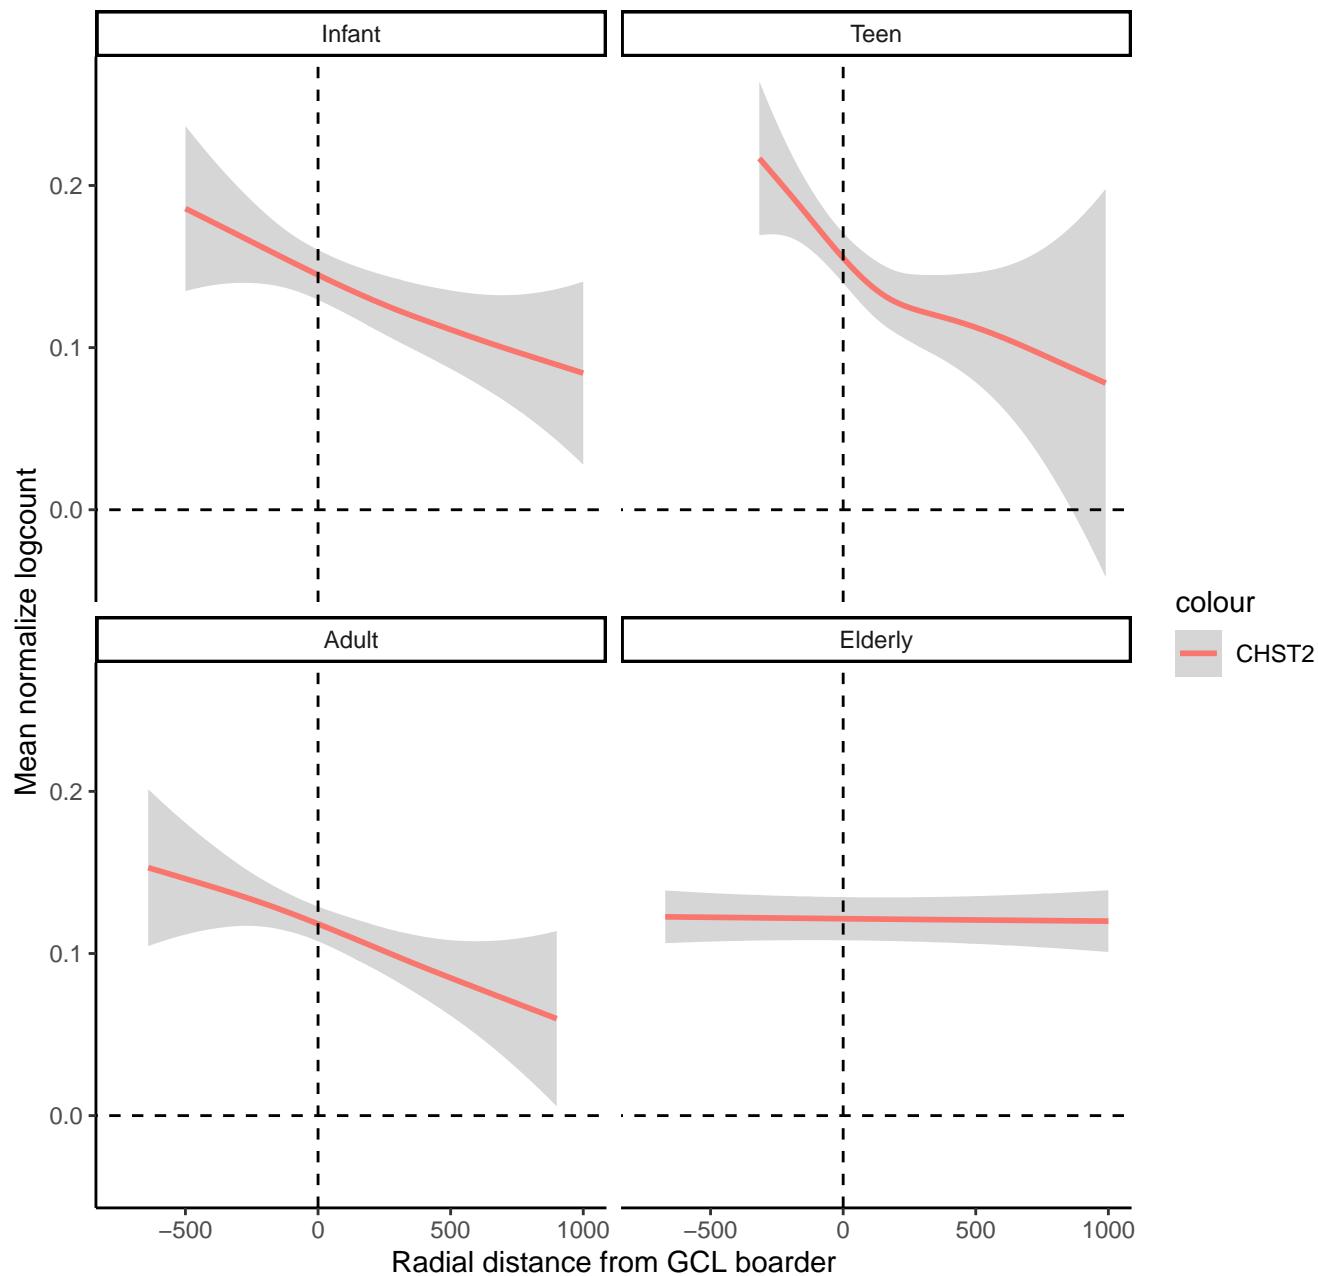 Infant
Teen
0.2
0.1
0.0
Adult
Elderly
0.2
0.1
0.0
−500
0
500
1000
−500
0
500
1000
Radial distance from GCL boarder
Mean normalize logcount
colour
CHST2